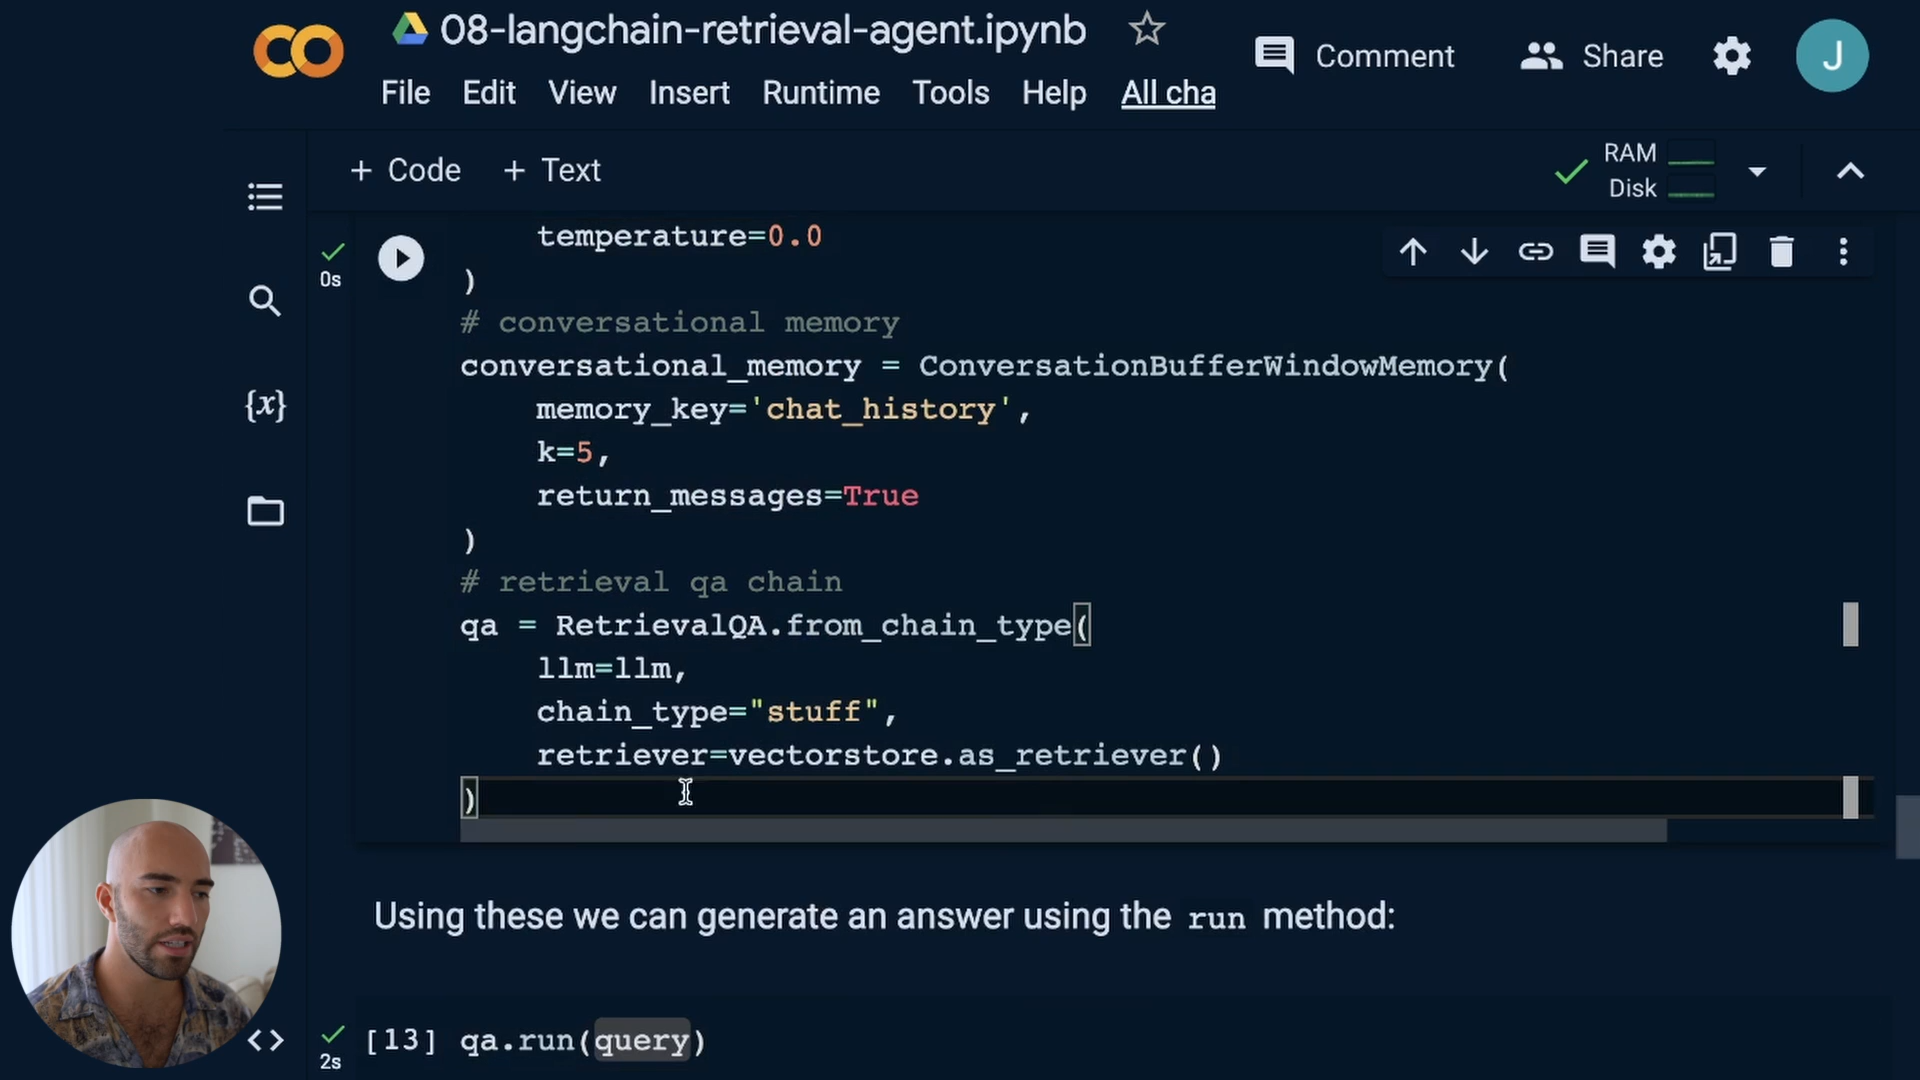 08-langchain-retrieval-agent.ipynb
Comment
Share
J
File Edit View Insert Runtime Tools Help All cha
+ Code + Text
RAM
Disk
0s
temperature=0.0
)
# conversational memory
conversational_memory = ConversationBufferWindowMemory(
memory_key='chat_history',
k=5,
return_messages=True
)
# retrieval qa chain
qa = RetrievalQA.from_chain_type(
llm=llm,
chain_type="stuff",
retriever=vectorstore.as_retriever()
)
{x}
Using these we can generate an answer using the run method:
[13] qa.run(query)
2s